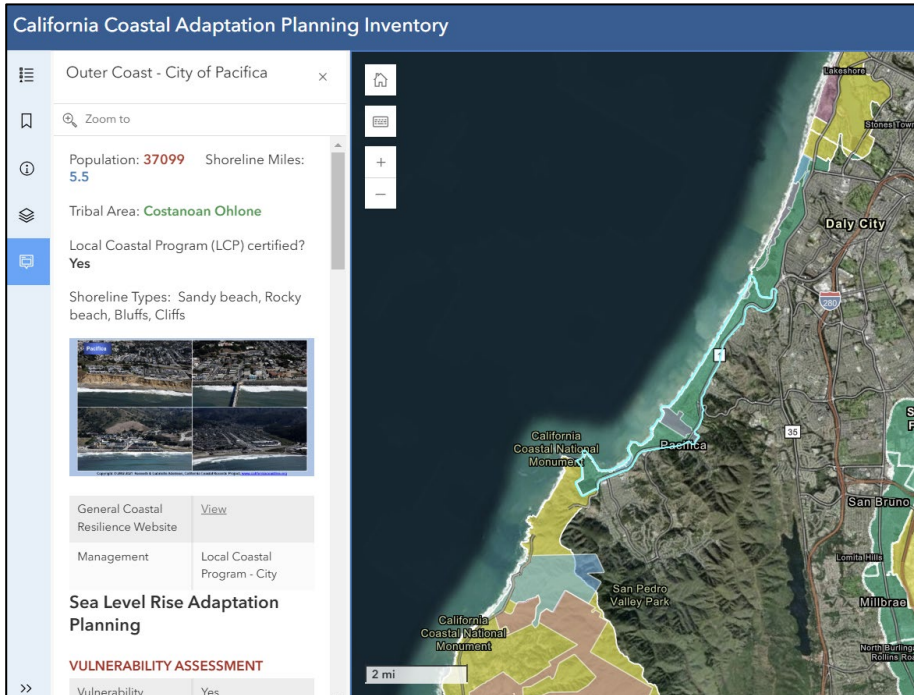 California Coastal Adaptation Planning Inventory
Outer Coast - City of Pacifica
Zoom to
Population: 37099 Shoreline Miles:
5.5
Tribal Area: Costanoan Ohlone
Local Coastal Program (LCP) certified?
Yes
Shoreline Types: Sandy beach, Rocky
beach, Bluffs, Cliffs
Pacifica
General Coastal
Resilience Website
View
Management
Local Coastal
Program - City
Sea Level Rise Adaptation
Planning
VULNERABILITY ASSESSMENT
Vulnerability
Yes
Lakeshore
Stones Town
Daly City
280
1
35
California
Coastal National
Monument
Pacifica
San Bruno
Lomita Hills
San Pedro
Valley Park
Millbrae
California
Coastal National
Monument
North Burling
Rollins Roa
2 mi